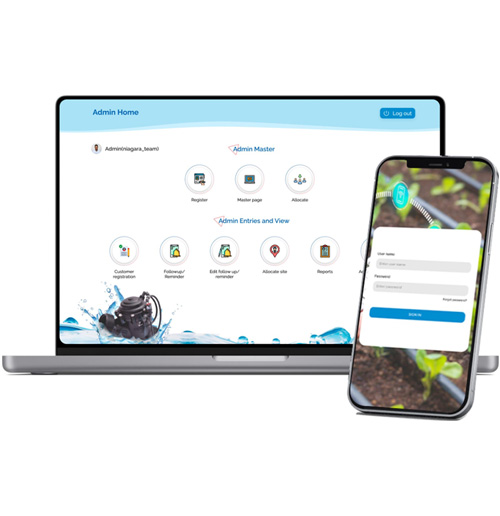 Admin Home
Log out
Admin(niagara_team)
Admin Master
Register
Master page
Allocate
Admin Entries and View
Customer
registration
Followup/
Reminder
Edit follow up/
reminder
Allocate site
Reports
User name
Enter user name
Password
Enter password
Forgot password?
SIGN IN